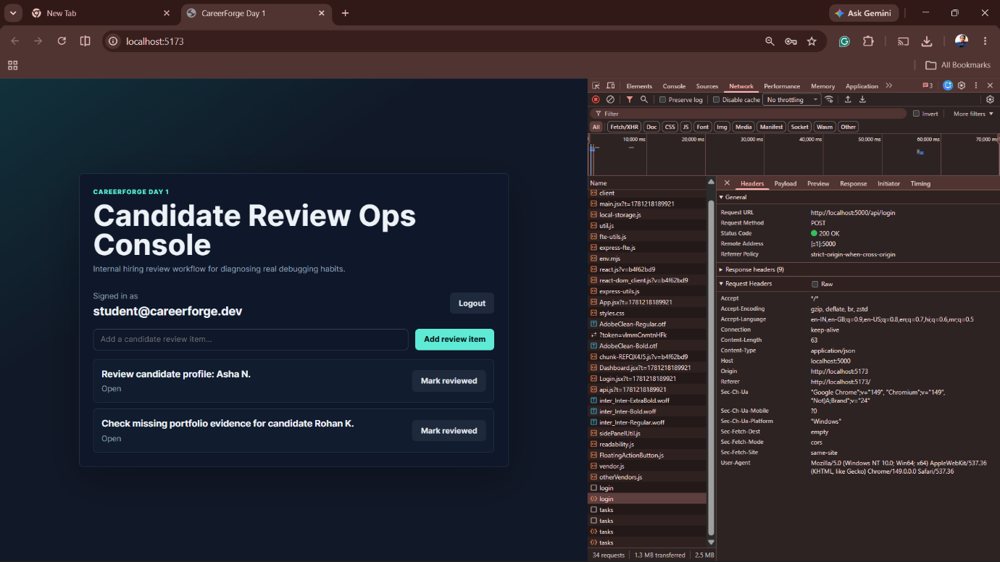 New Tab
CareerForge Day 1
Ask Gemini
localhost:5173
All Bookmarks
CAREERFORGE DAY 1
Candidate Review Ops
Console
Internal hiring review workflow for diagnosing real debugging habits.
Signed in as
student@careerforge.dev
Logout
Add a candidate review item...
Add review item
Review candidate profile: Asha N.
Open
Mark reviewed
Check missing portfolio evidence for candidate Rohan K.
Open
Mark reviewed
Elements Console Sources Network Performance Memory Application 3
Preserve log Disable cache No throttling
Filter Invert More filters
All Fetch/XHR Doc CSS JS Font Img Media Manifest Socket Wasm Other
10,000 ms 20,000 ms 30,000 ms 40,000 ms 50,000 ms 60,000 ms 70,000 ms
Name
client
main.jsx?t=1781218189921
local-storage.js
util.js
fte-utils.js
express-fte.js
env.mjs
react.js?v=b4f62bd9
react-dom_client.js?v=b4f62bd9
express-utils.js
App.jsx?t=1781218189921
styles.css
AdobeClean-Regular.otf
?token=vlmmCnmtnHFk
AdobeClean-Bold.otf
chunk-REFQX4J5.js?v=b4f62bd9
Dashboard.jsx?t=1781218189921
Login.jsx?t=1781218189921
api.js?t=1781218189921
inter_Inter-ExtraBold.woff
inter_Inter-Bold.woff
inter_Inter-Regular.woff
sidePanelUtil.js
readability.js
FloatingActionButton.js
vendor.js
otherVendors.js
login
login
tasks
tasks
tasks
tasks
34 requests 1.3 MB transferred 2.5 MB
Headers Payload Preview Response Initiator Timing
General
Request URL http://localhost:5000/api/login
Request Method POST
Status Code 200 OK
Remote Address [::1]:5000
Referrer Policy strict-origin-when-cross-origin
Response headers (9)
Request Headers Raw
Accept */*
Accept-Encoding gzip, deflate, br, zstd
Accept-Language en-IN,en-GB;q=0.9,en-US;q=0.8,en;q=0.7,hi;q=0.6,mr;q=0.5
Connection keep-alive
Content-Length 63
Content-Type application/json
Host localhost:5000
Origin http://localhost:5173
Referer http://localhost:5173/
Sec-Ch-Ua "Google Chrome";v="149", "Chromium";v="149",
"Not)A;Brand";v="24"
Sec-Ch-Ua-Mobile ?0
Sec-Ch-Ua-Platform "Windows"
Sec-Fetch-Dest empty
Sec-Fetch-Mode cors
Sec-Fetch-Site same-site
User-Agent Mozilla/5.0 (Windows NT 10.0; Win64; x64) AppleWebKit/537.36
(KHTML, like Gecko) Chrome/149.0.0.0 Safari/537.36